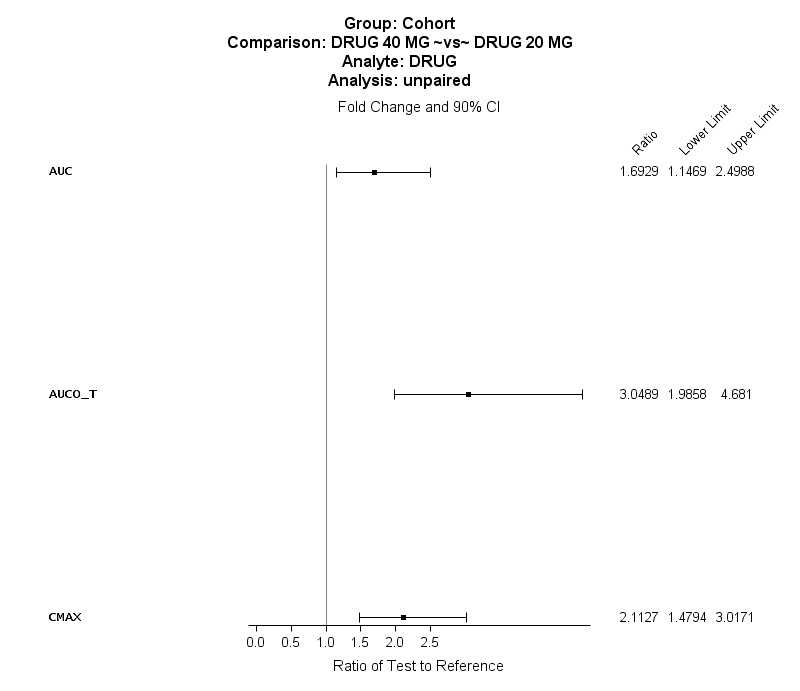 Group: Cohort
Comparison: DRUG 40 MG ~vs~ DRUG 20 MG
Analyte: DRUG
Analysis: unpaired
Fold Change and 90% CI
Ratio Lower Limit Upper Limit
AUC 1.6929 1.1469 2.4988
AUC0_T 3.0489 1.9858 4.681
CMAX 2.1127 1.4794 3.0171
0.0 0.5 1.0 1.5 2.0 2.5
Ratio of Test to Reference